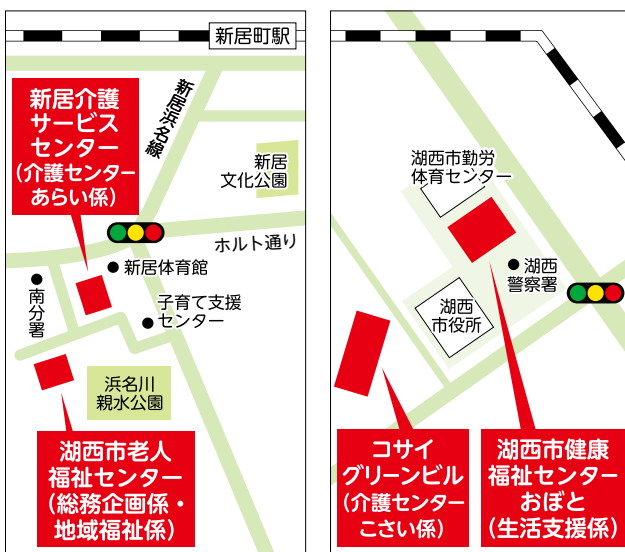 新居町駅
新居浜名線
新居介護
サービス
センター
(介護センター
あらい係)
新居
文化公園
ホルト通り
新居体育館
南分署
子育て支援
センター
浜名川
親水公園
湖西市老人
福祉センター
(総務企画係・
地域福祉係)
湖西市勤労
体育センター
湖西
警察署
湖西
市役所
コサイ
グリーンビル
(介護センター
こさい係)
湖西市健康
福祉センター
おぼと
(生活支援係)